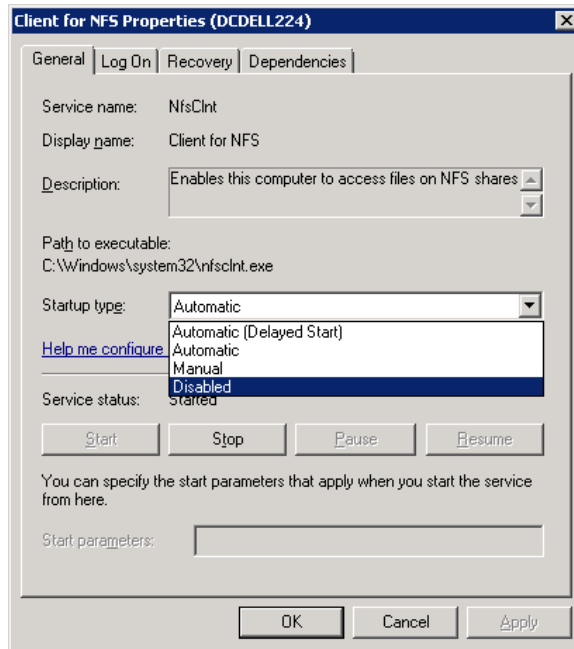 Client for NFS Properties (DCDELL224)
General Log On Recovery Dependencies
Service name: NfsClnt
Display name: Client for NFS
Description: Enables this computer to access files on NFS shares
Path to executable:
C:\Windows\system32\nfsclnt.exe
Startup type: Automatic
Automatic (Delayed Start)
Help me configure Automatic
Manual
Disabled
Service status: Started
Start Stop Pause Resume
You can specify the start parameters that apply when you start the service
from here.
Start parameters:
OK Cancel Apply